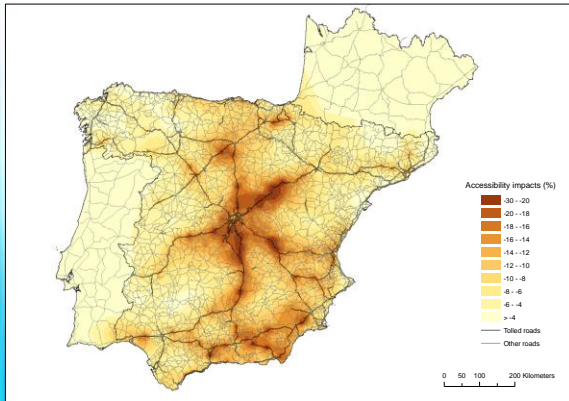 Accessibility impacts (%)
-30 - -20
-20 - -18
-18 - -16
-16 - -14
-14 - -12
-12 - -10
-10 - -8
-8 - -6
-6 - -4
> -4
Tolled roads
Other roads
0 50 100 200 Kilometers